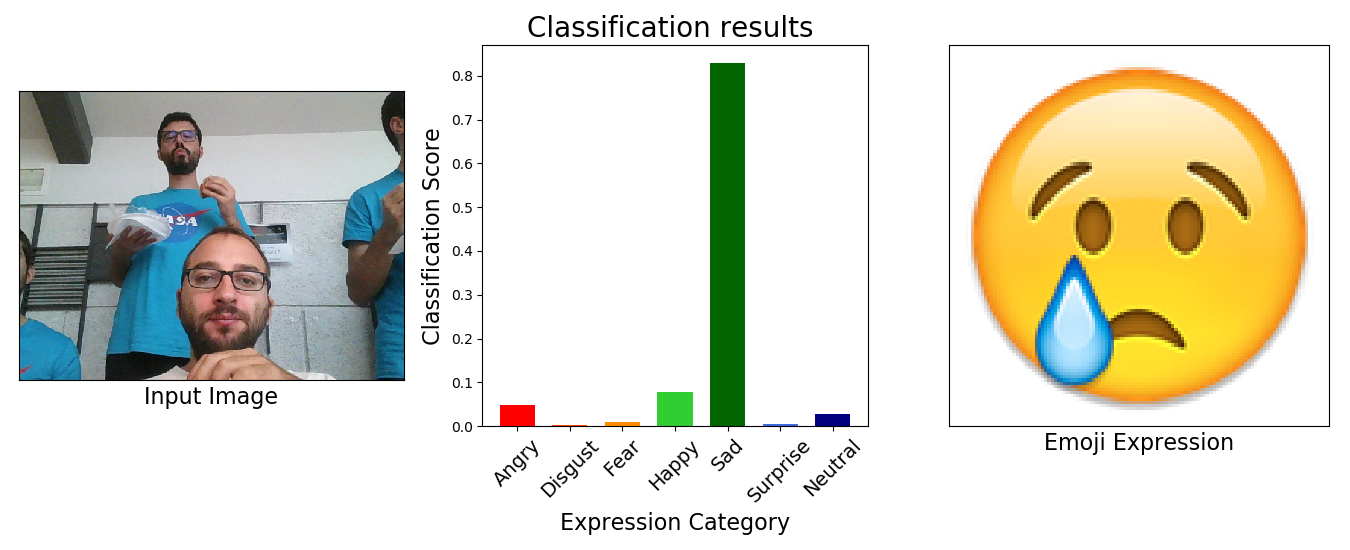 Classification results
NASA
Input Image
Classification Score
0.8
0.7
0.6
0.5
0.4
0.3
0.2
0.1
0.0
Angry
Disgust
Fear
Happy
Sad
Surprise
Neutral
Expression Category
Emoji Expression